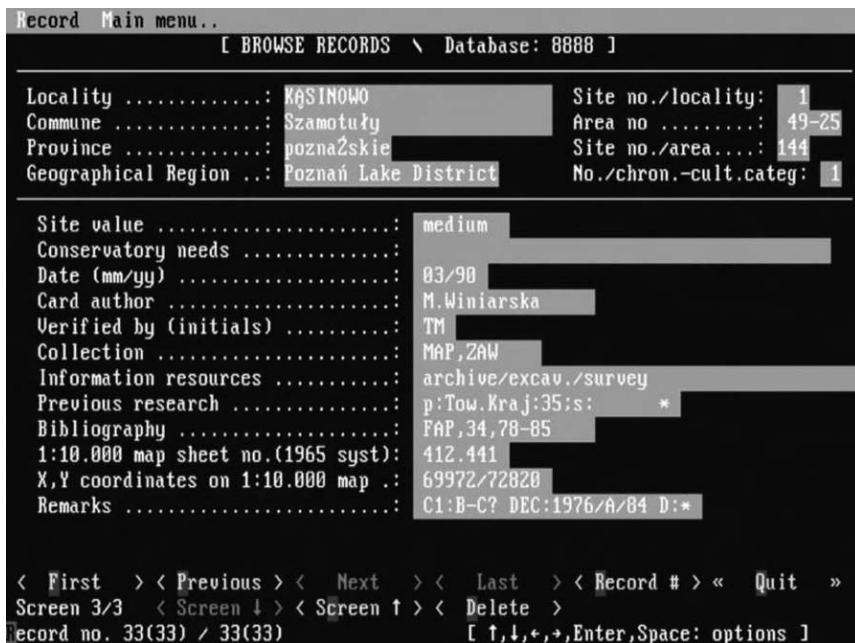 Record Main menu..
[ BROWSE RECORDS \ Database: 8888 ]
Locality .............: KĄSINOWO Site no./locality: 1
Commune ..............: Szamotuły Area no .........: 49-25
Province .............: poznaŹskie Site no./area....: 144
Geographical Region ..: Poznań Lake District No./chron.-cult.categ: 1
Site value ......................: medium
Conservatory needs ..............:
Date (mm/yy) ....................: 03/90
Card author .....................: M.Winiarska
Verified by (initials) ..........: TM
Collection ......................: MAP,ZAW
Information resources ...........: archive/excav./survey
Previous research ...............: p:Tow.Kraj:35;s: *
Bibliography ....................: FAP,34,78-85
1:10.000 map sheet no.(1965 syst): 412.441
X,Y coordinates on 1:10.000 map .: 69972/72820
Remarks .........................: C1:B-C? DEC:1976/A/84 D:*
< First > < Previous > < Next > < Last > < Record # > « Quit »
Screen 3/3 < Screen ↓ > < Screen ↑ > < Delete >
Record no. 33(33) / 33(33) [ ↑,↓,←,→,Enter,Space: options ]